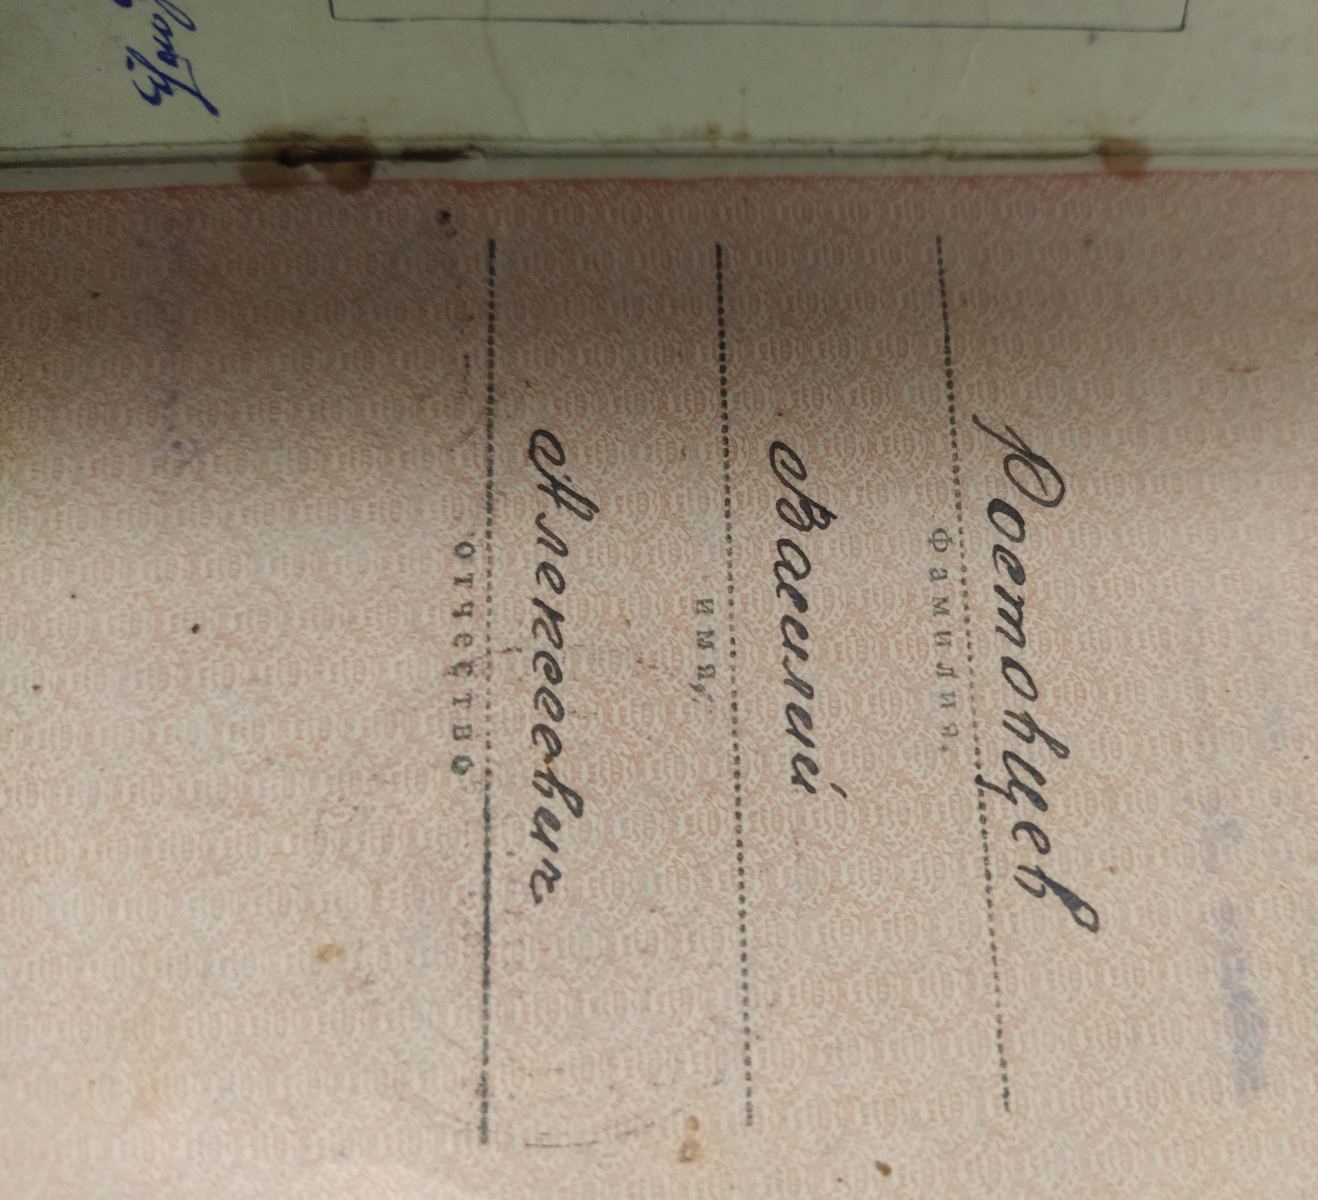 Ростовцев
фамилия,
Василий
имя,
Алексеевич
отчество